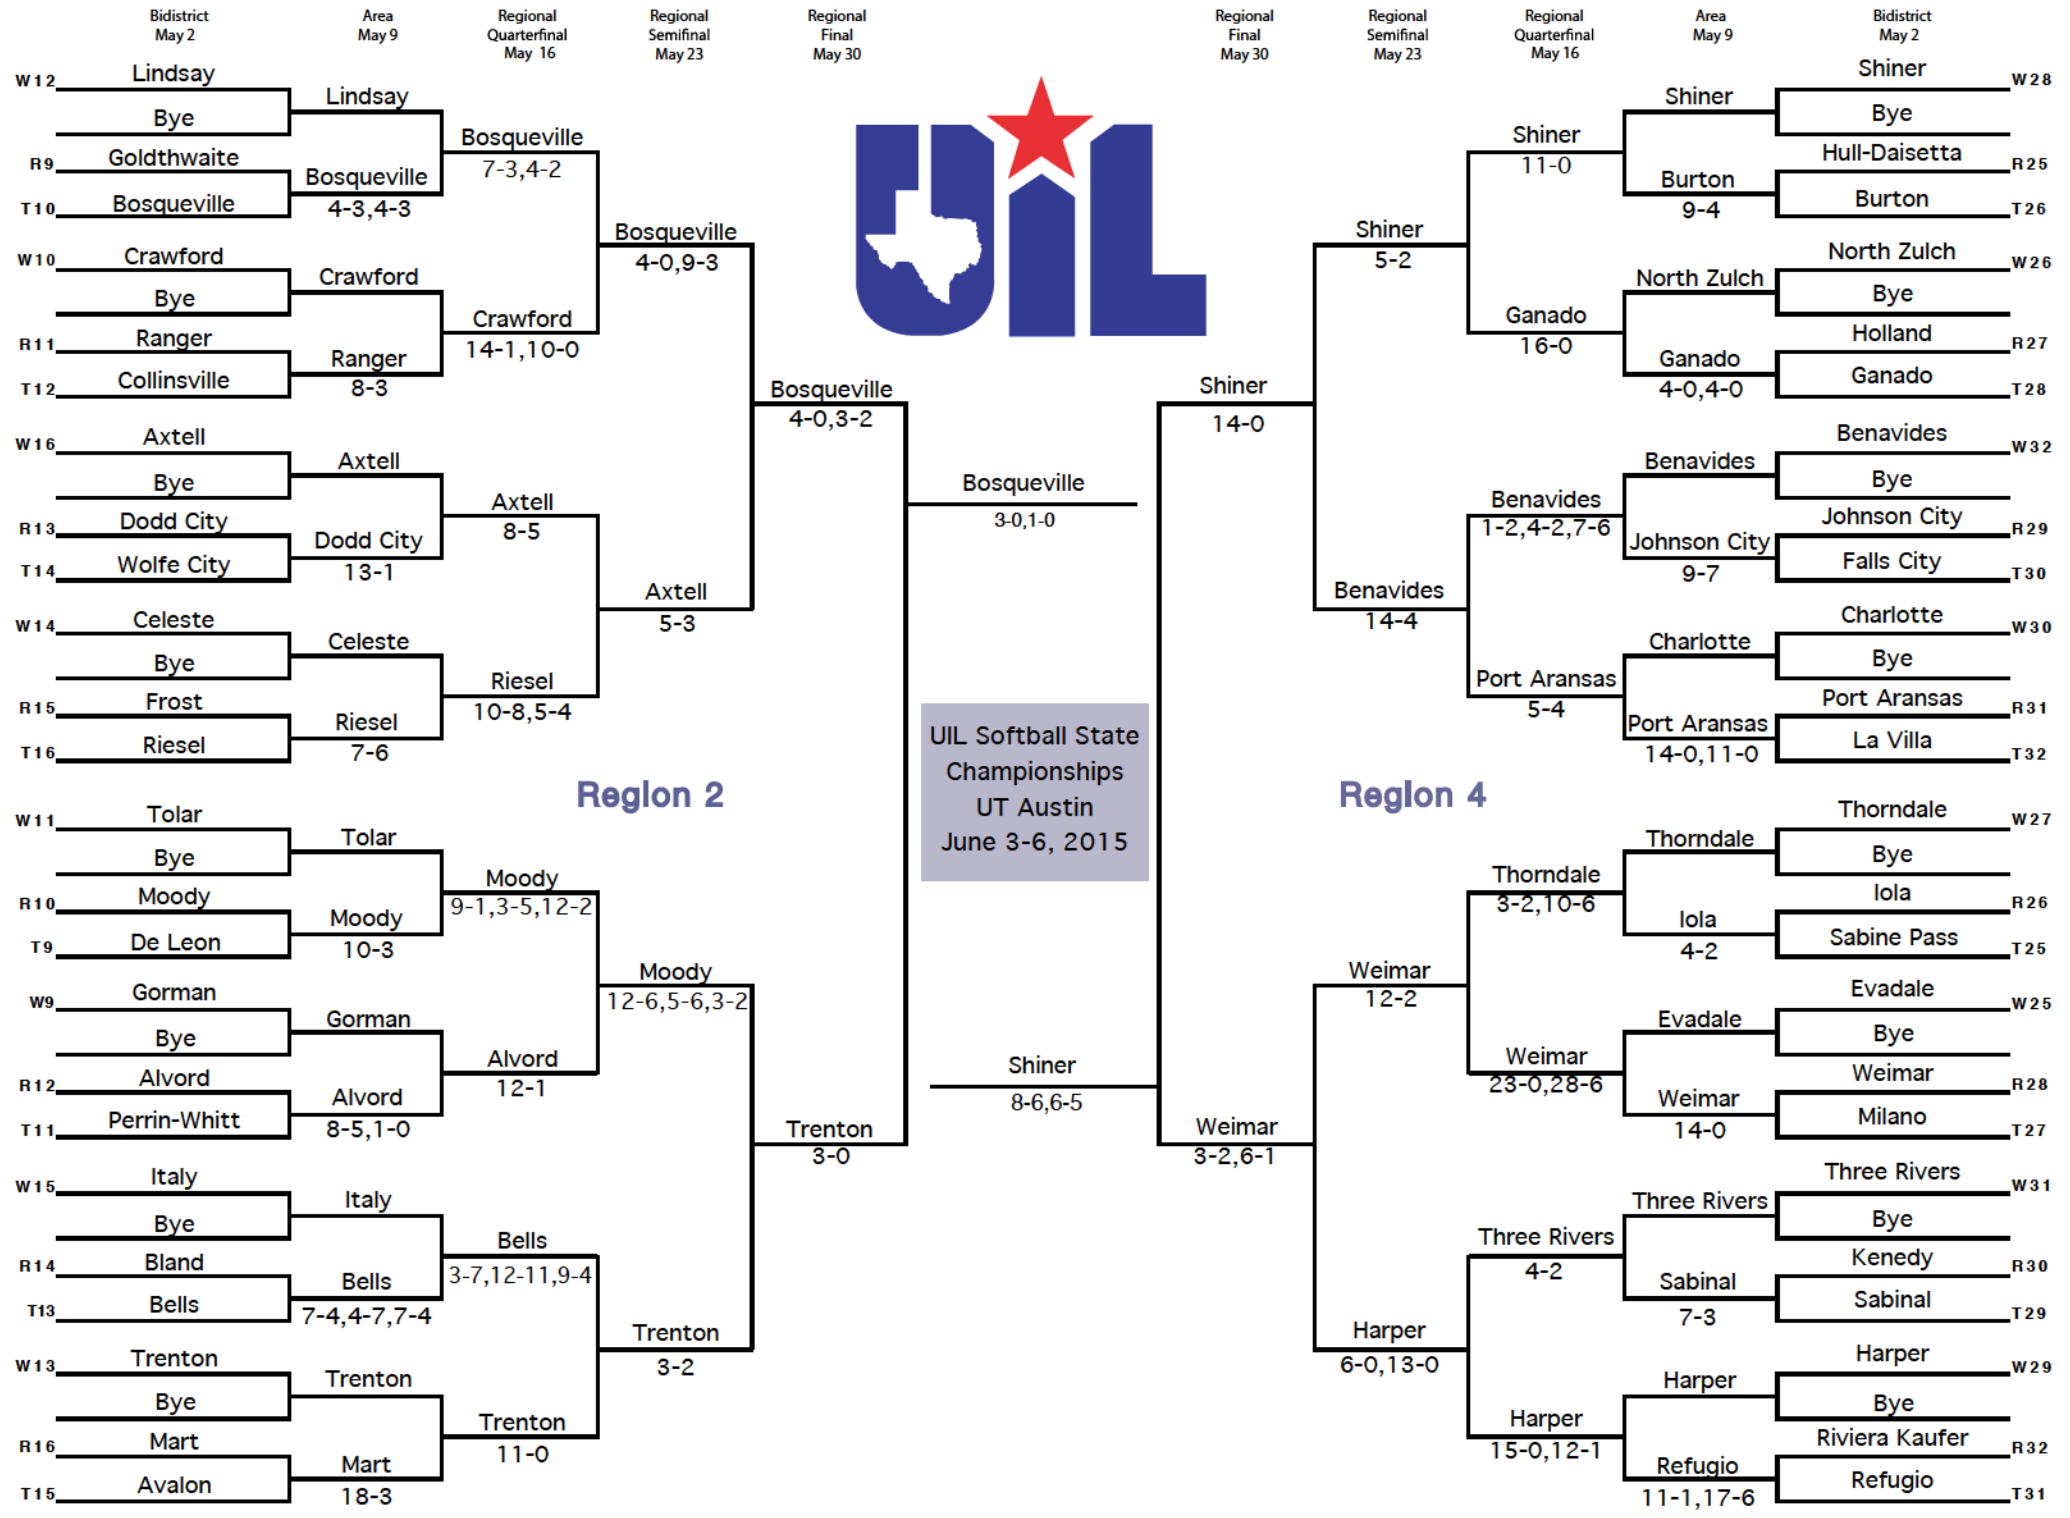 Bidistrict
May 2
Area
May 9
Regional
Quarterfinal
May 16
Regional
Semifinal
May 23
Regional
Final
May 30
Regional
Final
May 30
Regional
Semifinal
May 23
Regional
Quarterfinal
May 16
Area
May 9
Bidistrict
May 2
W12
Lindsay
Bye
R9
Goldthwaite
T10
Bosqueville
W10
Crawford
Bye
R11
Ranger
T12
Collinsville
W16
Axtell
Bye
R13
Dodd City
T14
Wolfe City
W14
Celeste
Bye
R15
Frost
T16
Riesel
W11
Tolar
Bye
R10
Moody
T9
De Leon
W9
Gorman
Bye
R12
Alvord
T11
Perrin-Whitt
W15
Italy
Bye
R14
Bland
T13
Bells
W13
Trenton
Bye
R16
Mart
T15
Avalon
Lindsay
Bosqueville
4-3,4-3
Crawford
Ranger
8-3
Axtell
Dodd City
13-1
Celeste
Riesel
7-6
Tolar
Moody
10-3
Gorman
Alvord
8-5,1-0
Italy
Bells
7-4,4-7,7-4
Trenton
Mart
18-3
Bosqueville
7-3,4-2
Crawford
14-1,10-0
Axtell
8-5
Riesel
10-8,5-4
Moody
9-1,3-5,12-2
Alvord
12-1
Bells
3-7,12-11,9-4
Trenton
11-0
Bosqueville
4-0,9-3
Axtell
5-3
Moody
12-6,5-6,3-2
Trenton
3-2
Bosqueville
4-0,3-2
Trenton
3-0
Region 2
UIL
Bosqueville
3-0,1-0
UIL Softball State
Championships
UT Austin
June 3-6, 2015
Shiner
8-6,6-5
Region 4
Shiner
14-0
Weimar
3-2,6-1
Shiner
5-2
Benavides
14-4
Weimar
12-2
Harper
6-0,13-0
Shiner
11-0
Ganado
16-0
Benavides
1-2,4-2,7-6
Port Aransas
5-4
Thorndale
3-2,10-6
Weimar
23-0,28-6
Three Rivers
4-2
Harper
15-0,12-1
Shiner
Burton
9-4
North Zulch
Ganado
4-0,4-0
Benavides
Johnson City
9-7
Charlotte
Port Aransas
14-0,11-0
Thorndale
Iola
4-2
Evadale
Weimar
14-0
Three Rivers
Sabinal
7-3
Harper
Refugio
11-1,17-6
Shiner
W28
Bye
Hull-Daisetta
R25
Burton
T26
North Zulch
W26
Bye
Holland
R27
Ganado
T28
Benavides
W32
Bye
Johnson City
R29
Falls City
T30
Charlotte
W30
Bye
Port Aransas
R31
La Villa
T32
Thorndale
W27
Bye
Iola
R26
Sabine Pass
T25
Evadale
W25
Bye
Weimar
R28
Milano
T27
Three Rivers
W31
Bye
Kenedy
R30
Sabinal
T29
Harper
W29
Bye
Riviera Kaufer
R32
Refugio
T31